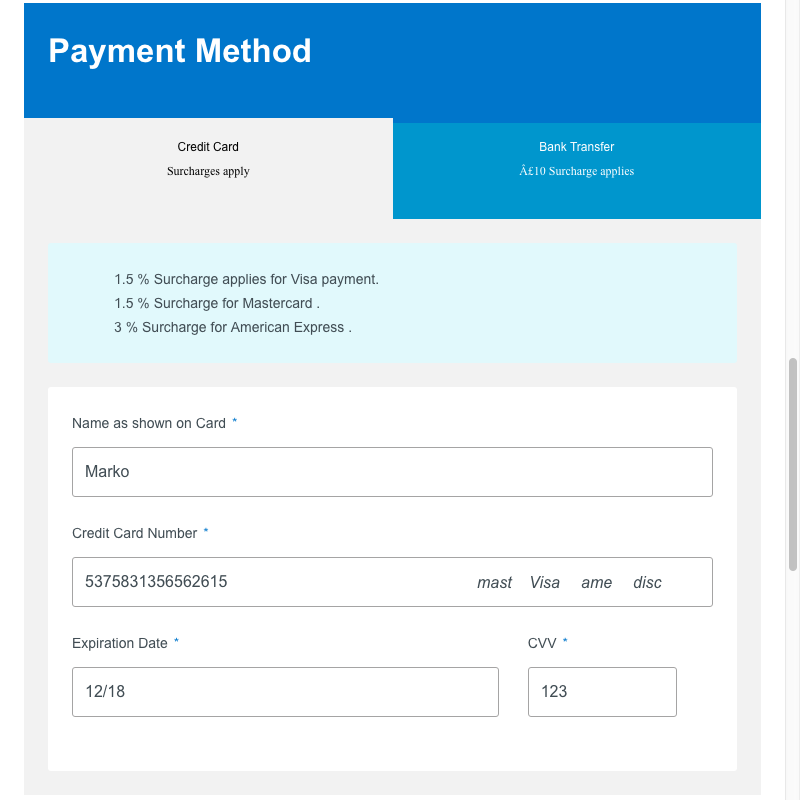 Payment Method
Credit Card
Surcharges apply
Bank Transfer
Â£10 Surcharge applies
1.5 % Surcharge applies for Visa payment.
1.5 % Surcharge for Mastercard .
3 % Surcharge for American Express .
Name as shown on Card *
Marko
Credit Card Number *
5375831356562615 mast Visa ame disc
Expiration Date * CVV *
12/18 123